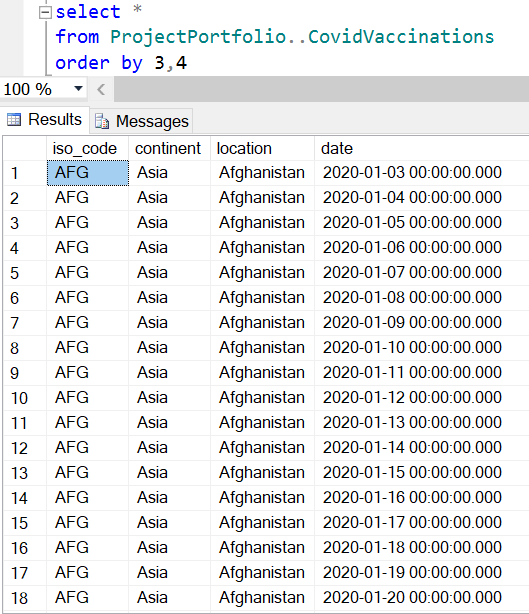 select *
from ProjectPortfolio..CovidVaccinations
order by 3,4
100 %
Results Messages
iso_code continent location date
1 AFG Asia Afghanistan 2020-01-03 00:00:00.000
2 AFG Asia Afghanistan 2020-01-04 00:00:00.000
3 AFG Asia Afghanistan 2020-01-05 00:00:00.000
4 AFG Asia Afghanistan 2020-01-06 00:00:00.000
5 AFG Asia Afghanistan 2020-01-07 00:00:00.000
6 AFG Asia Afghanistan 2020-01-08 00:00:00.000
7 AFG Asia Afghanistan 2020-01-09 00:00:00.000
8 AFG Asia Afghanistan 2020-01-10 00:00:00.000
9 AFG Asia Afghanistan 2020-01-11 00:00:00.000
10 AFG Asia Afghanistan 2020-01-12 00:00:00.000
11 AFG Asia Afghanistan 2020-01-13 00:00:00.000
12 AFG Asia Afghanistan 2020-01-14 00:00:00.000
13 AFG Asia Afghanistan 2020-01-15 00:00:00.000
14 AFG Asia Afghanistan 2020-01-16 00:00:00.000
15 AFG Asia Afghanistan 2020-01-17 00:00:00.000
16 AFG Asia Afghanistan 2020-01-18 00:00:00.000
17 AFG Asia Afghanistan 2020-01-19 00:00:00.000
18 AFG Asia Afghanistan 2020-01-20 00:00:00.000